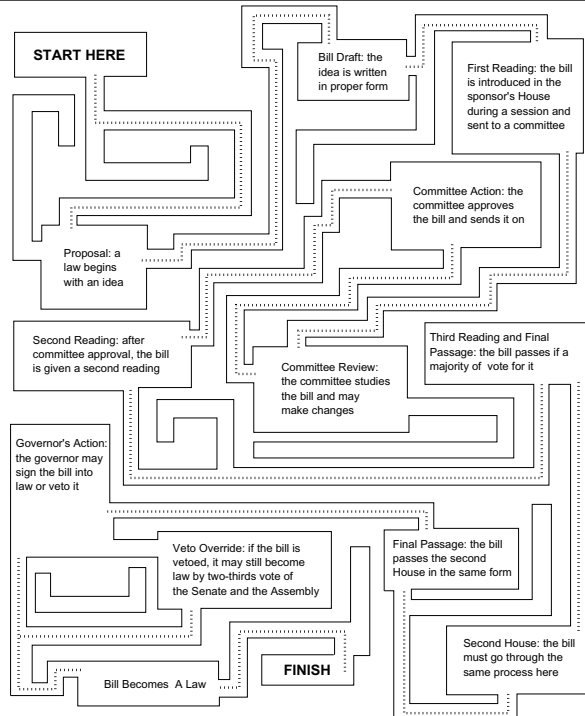 START HERE
Bill Draft: the
idea is written
in proper form
First Reading: the bill
is introduced in the
sponsor's House
during a session and
sent to a committee
Committee Action: the
committee approves
the bill and sends it on
Proposal: a
law begins
with an idea
Second Reading: after
committee approval, the bill
is given a second reading
Committee Review:
the committee studies
the bill and may
make changes
Third Reading and Final
Passage: the bill passes if a
majority of vote for it
Governor's Action:
the governor may
sign the bill into
law or veto it
Veto Override: if the bill is
vetoed, it may still become
law by two-thirds vote of
the Senate and the Assembly
Final Passage: the bill
passes the second
House in the same form
Second House: the bill
must go through the
same process here
Bill Becomes A Law
FINISH